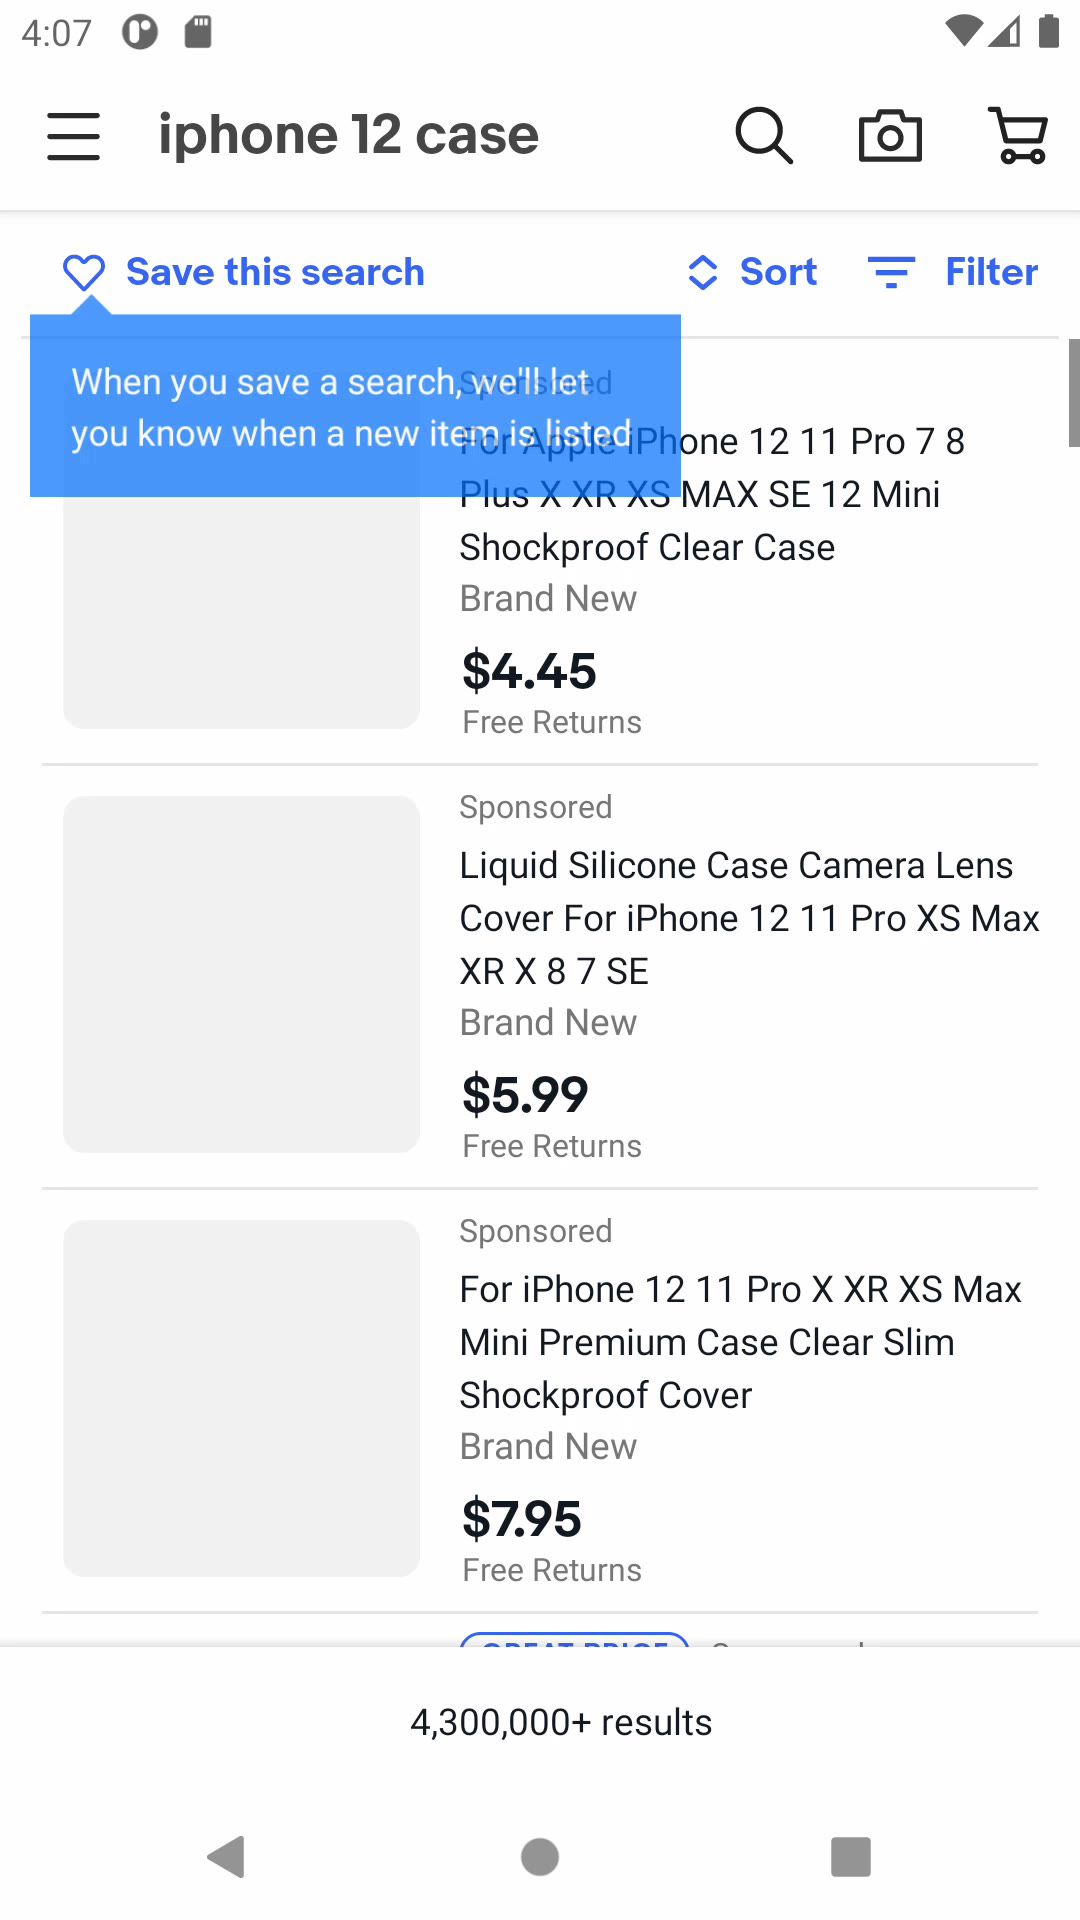 4:07
iphone 12 case
Save this search
Sort
Filter
When you save a search, we'll let
you know when a new item is listed
Sponsored
For Apple iPhone 12 11 Pro 7 8
Plus X XR XS MAX SE 12 Mini
Shockproof Clear Case
Brand New
$4.45
Free Returns
Sponsored
Liquid Silicone Case Camera Lens
Cover For iPhone 12 11 Pro XS Max
XR X 8 7 SE
Brand New
$5.99
Free Returns
Sponsored
For iPhone 12 11 Pro X XR XS Max
Mini Premium Case Clear Slim
Shockproof Cover
Brand New
$7.95
Free Returns
GREAT PRICE
4,300,000+ results